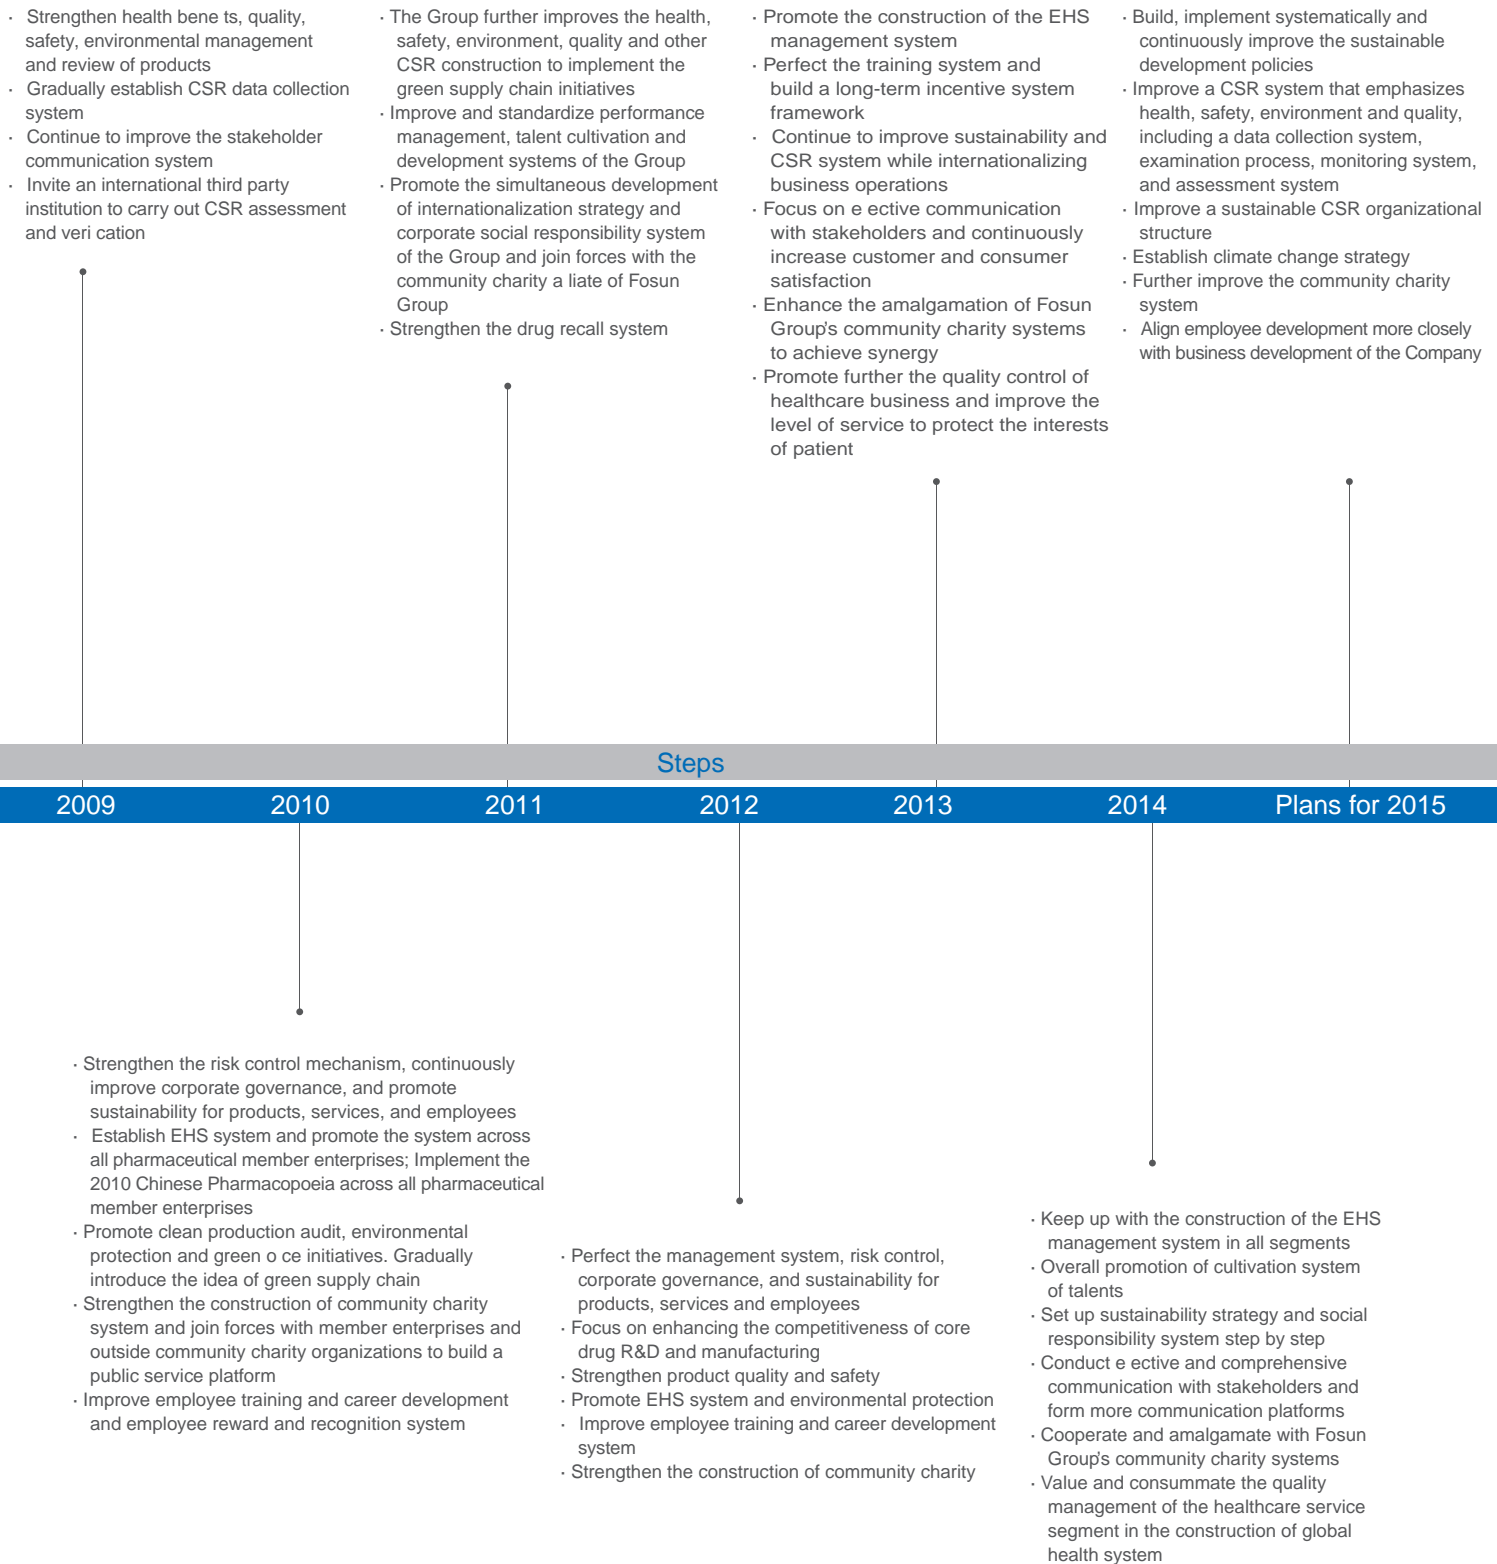 · Strengthen health bene ts, quality,
safety, environmental management
and review of products
· Gradually establish CSR data collection
system
· Continue to improve the stakeholder
communication system
· Invite an international third party
institution to carry out CSR assessment
and veri cation
· The Group further improves the health,
safety, environment, quality and other
CSR construction to implement the
green supply chain initiatives
· Improve and standardize performance
management, talent cultivation and
development systems of the Group
· Promote the simultaneous development
of internationalization strategy and
corporate social responsibility system
of the Group and join forces with the
community charity a liate of Fosun
Group
· Strengthen the drug recall system
· Promote the construction of the EHS
management system
· Perfect the training system and
build a long-term incentive system
framework
· Continue to improve sustainability and
CSR system while internationalizing
business operations
· Focus on e ective communication
with stakeholders and continuously
increase customer and consumer
satisfaction
· Enhance the amalgamation of Fosun
Group's community charity systems
to achieve synergy
· Promote further the quality control of
healthcare business and improve the
level of service to protect the interests
of patient
· Build, implement systematically and
continuously improve the sustainable
development policies
· Improve a CSR system that emphasizes
health, safety, environment and quality,
including a data collection system,
examination process, monitoring system,
and assessment system
· Improve a sustainable CSR organizational
structure
· Establish climate change strategy
· Further improve the community charity
system
· Align employee development more closely
with business development of the Company
Steps
2009 2010 2011 2012 2013 2014 Plans for 2015
· Strengthen the risk control mechanism, continuously
improve corporate governance, and promote
sustainability for products, services, and employees
· Establish EHS system and promote the system across
all pharmaceutical member enterprises; Implement the
2010 Chinese Pharmacopoeia across all pharmaceutical
member enterprises
· Promote clean production audit, environmental
protection and green o ce initiatives. Gradually
introduce the idea of green supply chain
· Strengthen the construction of community charity
system and join forces with member enterprises and
outside community charity organizations to build a
public service platform
· Improve employee training and career development
and employee reward and recognition system
· Perfect the management system, risk control,
corporate governance, and sustainability for
products, services and employees
· Focus on enhancing the competitiveness of core
drug R&D and manufacturing
· Strengthen product quality and safety
· Promote EHS system and environmental protection
· Improve employee training and career development
system
· Strengthen the construction of community charity
· Keep up with the construction of the EHS
management system in all segments
· Overall promotion of cultivation system
of talents
· Set up sustainability strategy and social
responsibility system step by step
· Conduct e ective and comprehensive
communication with stakeholders and
form more communication platforms
· Cooperate and amalgamate with Fosun
Group's community charity systems
· Value and consummate the quality
management of the healthcare service
segment in the construction of global
health system